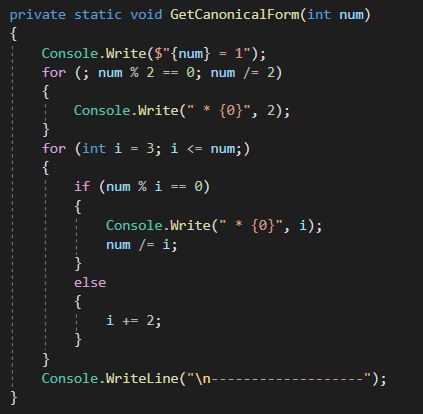 private static void GetCanonicalForm(int num)
{
    Console.Write($"{num} = 1");
    for (; num % 2 == 0; num /= 2)
    {
        Console.Write(" * {0}", 2);
    }
    for (int i = 3; i <= num;)
    {
        if (num % i == 0)
        {
            Console.Write(" * {0}", i);
            num /= i;
        }
        else
        {
            i += 2;
        }
    }
    Console.WriteLine("\n-------------------");
}